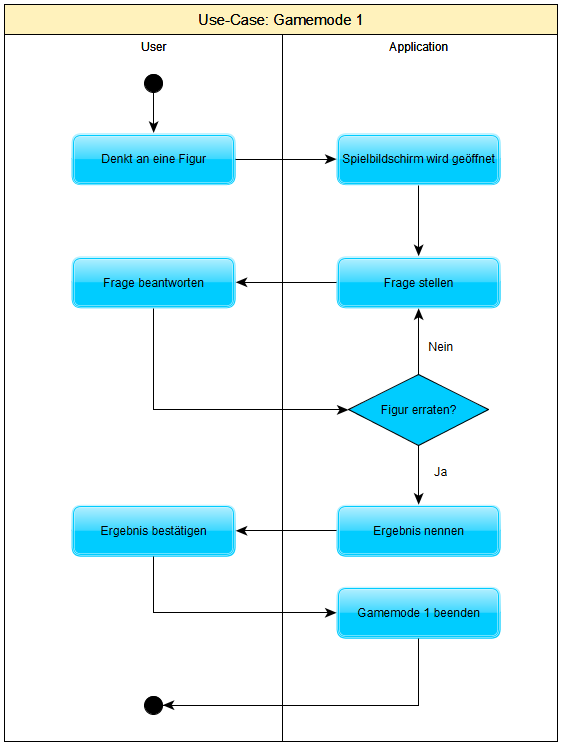 Use-Case: Gamemode 1
User
Application
Denkt an eine Figur
Spielbildschirm wird geöffnet
Frage beantworten
Frage stellen
Nein
Figur erraten?
Ja
Ergebnis bestätigen
Ergebnis nennen
Gamemode 1 beenden